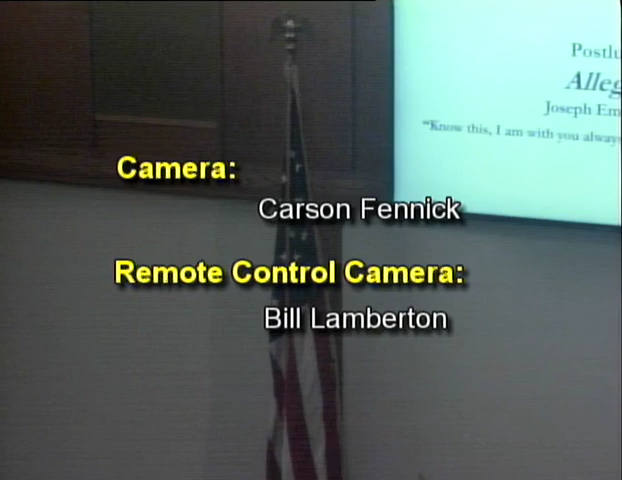 Postlu
Alleg
Joseph Em
"Know this, I am with you always
Camera:
Carson Fennick
Remote Control Camera:
Bill Lamberton